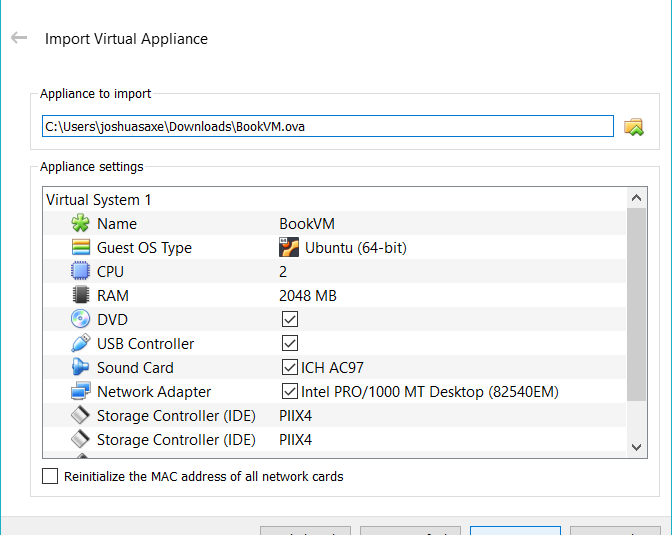 Import Virtual Appliance
Appliance to import
C:\Users\joshuasaxe\Downloads\BookVM.ova
Appliance settings
Virtual System 1
Name BookVM
Guest OS Type Ubuntu (64-bit)
CPU 2
RAM 2048 MB
DVD
USB Controller
Sound Card ICH AC97
Network Adapter Intel PRO/1000 MT Desktop (82540EM)
Storage Controller (IDE) PIIX4
Storage Controller (IDE) PIIX4
Reinitialize the MAC address of all network cards